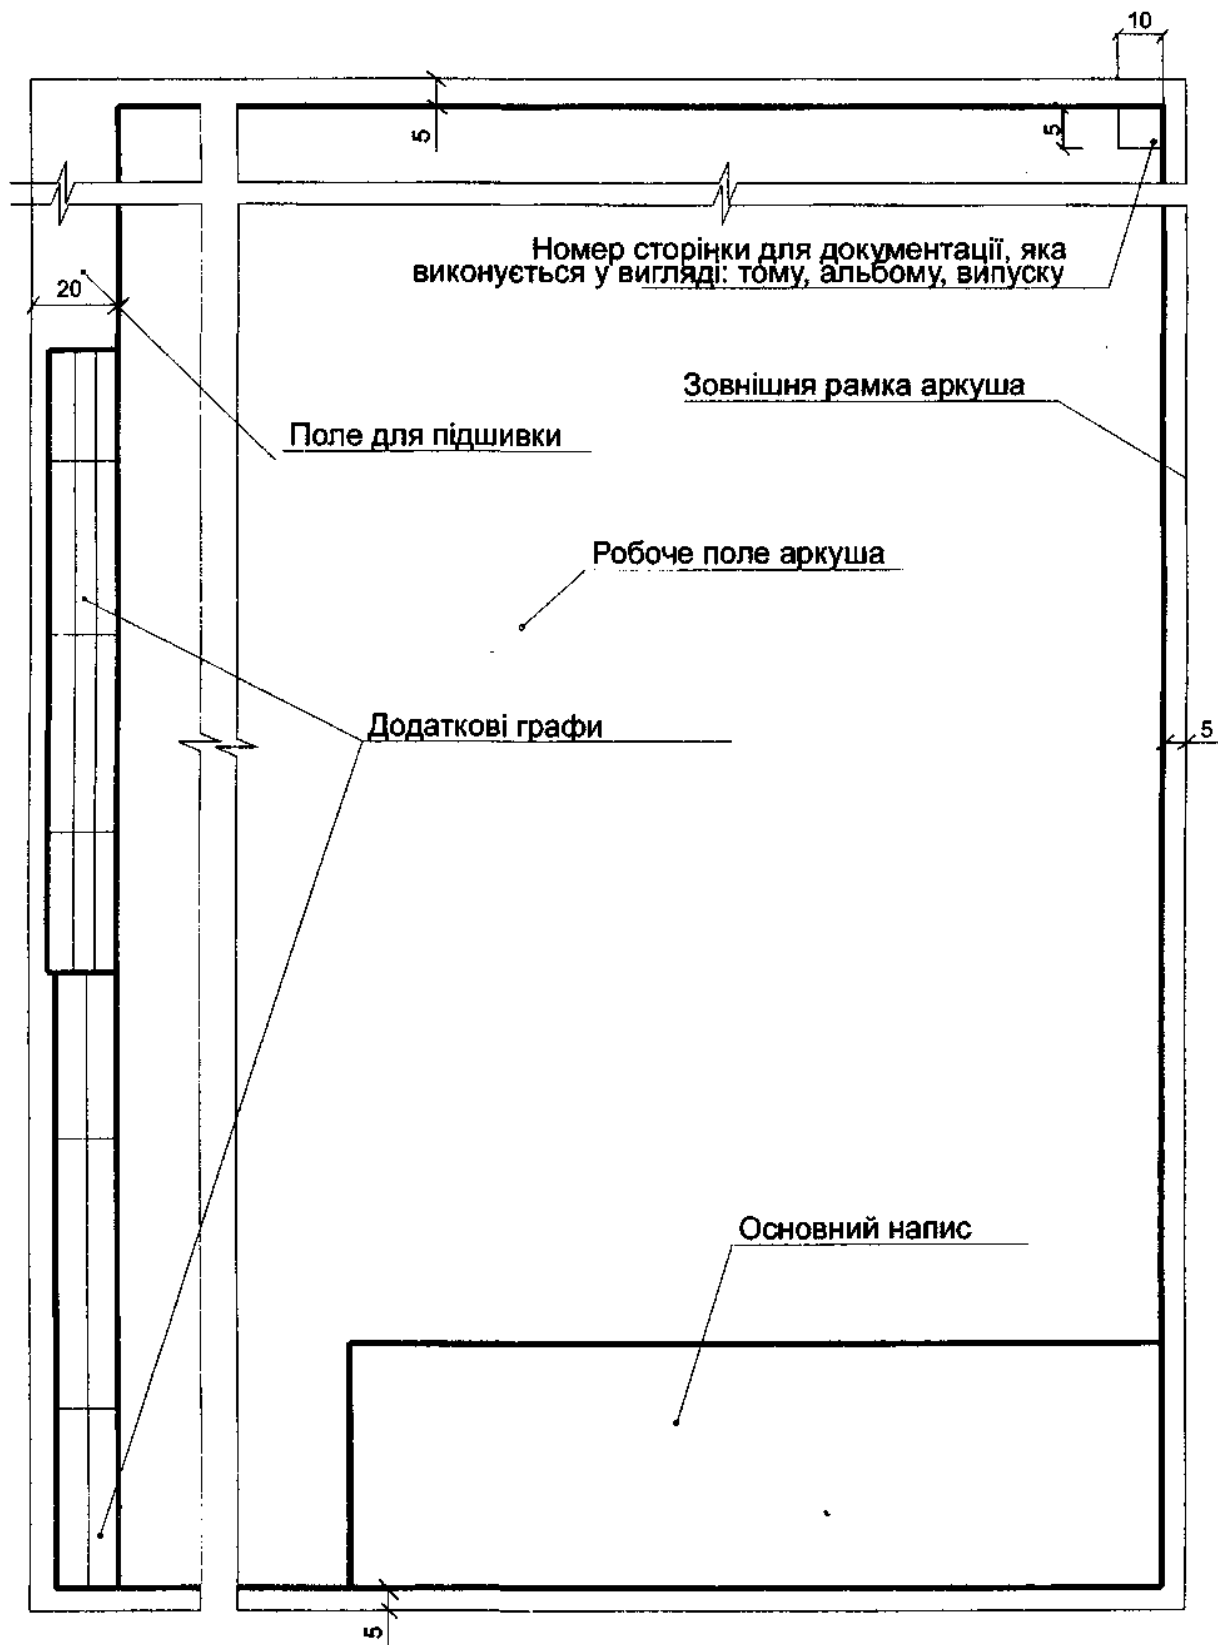 10
5
5
Номер сторінки для документації, яка
виконується у вигляді: тому, альбому, випуску
20
Зовнішня рамка аркуша
Поле для підшивки
Робоче поле аркуша
Додаткові графи
5
Основний напис
5